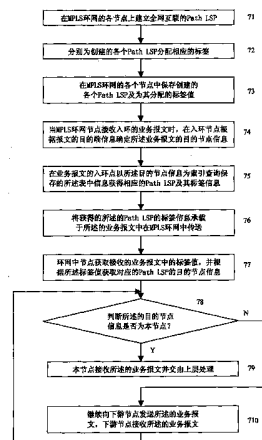 在MPLS环网的各节点上建立全网互联的Path LSP
71
分别为创建的各个Path LSP分配相应的标签
72
在MPLS环网的各个节点中保存创建的
各个Path LSP及为其分配的标签值
73
当MPLS环网节点接收入环的业务报文时，在入环节点根
据报文的目的端信息确定所述业务报文的目的节点信息
74
在业务报文的入环点以所述目的节点信息为索引查询保
存的所述表中信息获得相应的Path LSP及其标签信息
75
将获得的所述的Path LSP的标签信息承载
于所述的业务报文中在MPLS环网中传送
76
环网中节点获取接收的业务报文中的标签值，并根
据所述标签值获取对应的Path LSP的目的节点信息
77
78
判断所述的目的节点
信息是否为本节点？
N
Y
本节点接收所述的业务报文并交由上层处理
79
继续向下游节点发送所述的业务报
文，下游节点接收所述的业务报文
710